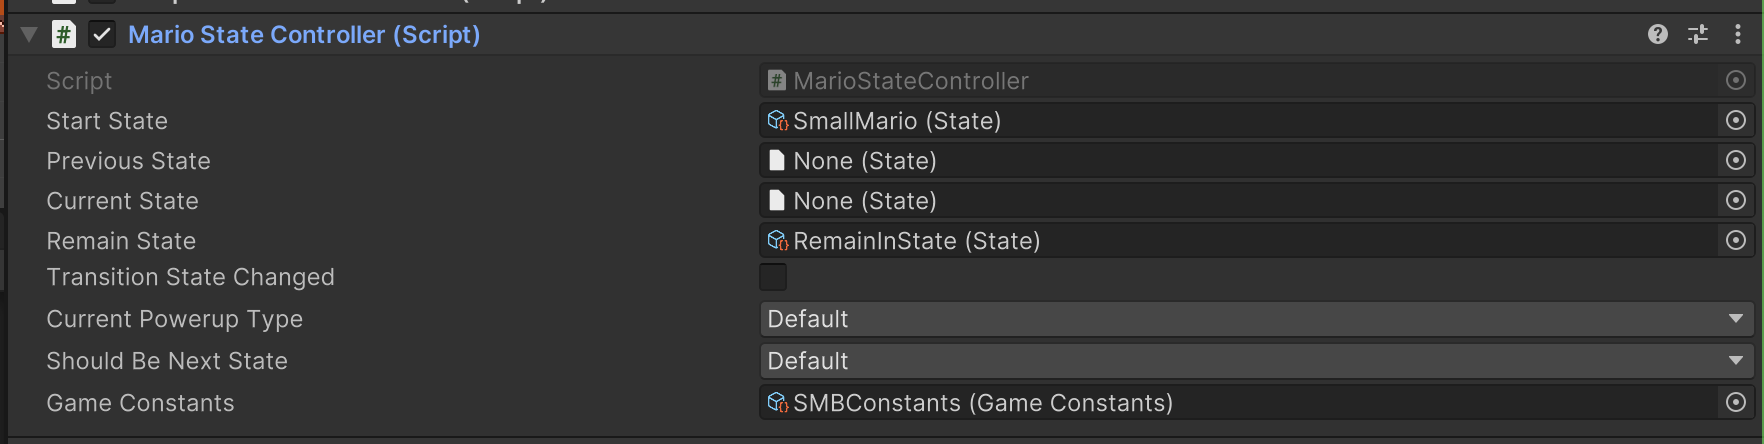 Mario State Controller (Script)
Script MarioStateController
Start State SmallMario (State)
Previous State None (State)
Current State None (State)
Remain State RemainInState (State)
Transition State Changed
Current Powerup Type Default
Should Be Next State Default
Game Constants SMBConstants (Game Constants)